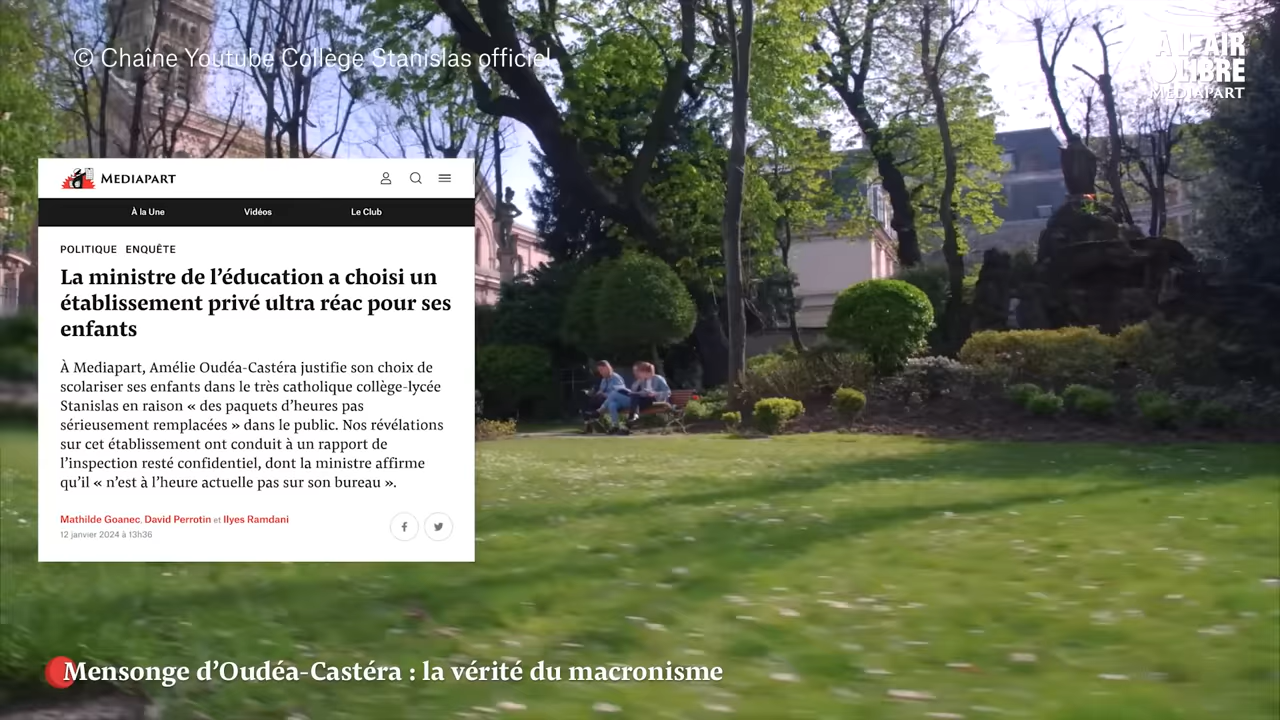 © Chaîne Youtube Collège Stanislas officiel
À L'AIR
LIBRE
MEDIAPART
MEDIAPART
À la Une Vidéos Le Club
POLITIQUE ENQUÊTE
La ministre de l'éducation a choisi un
établissement privé ultra réac pour ses
enfants
À Mediapart, Amélie Oudéa-Castéra justifie son choix de
scolariser ses enfants dans le très catholique collège-lycée
Stanislas en raison « des paquets d'heures pas
sérieusement remplacées » dans le public. Nos révélations
sur cet établissement ont conduit à un rapport de
l'inspection resté confidentiel, dont la ministre affirme
qu'il « n'est à l'heure actuelle pas sur son bureau ».
Mathilde Goanec, David Perrotin et Ilyes Ramdani
12 janvier 2024 à 13h36
Mensonge d'Oudéa-Castéra : la vérité du macronisme